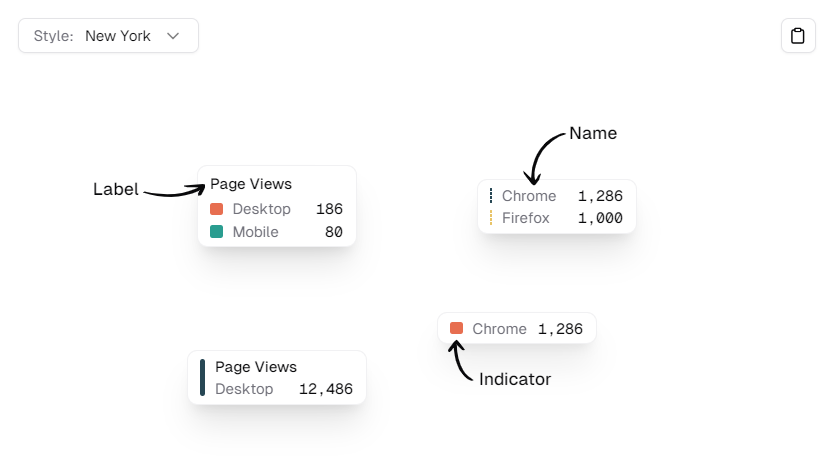 Style: New York
Name
Label
Page Views
Desktop 186
Mobile 80
Chrome 1,286
Firefox 1,000
Chrome 1,286
Indicator
Page Views
Desktop 12,486